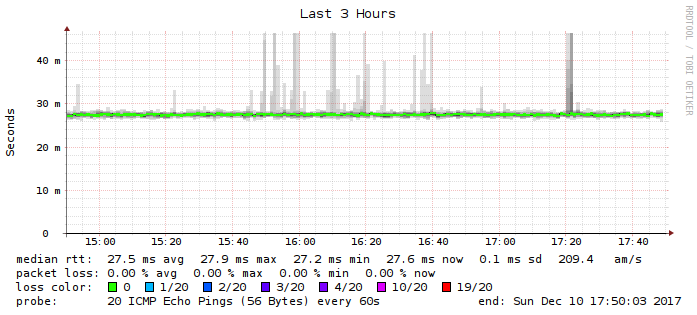 Last 3 Hours
RRDTOOL / TOBI OETIKER
Seconds
40 m
30 m
20 m
10 m
0
15:00 15:20 15:40 16:00 16:20 16:40 17:00 17:20 17:40
median rtt: 27.5 ms avg 27.9 ms max 27.2 ms min 27.6 ms now 0.1 ms sd 209.4 am/s
packet loss: 0.00 % avg 0.00 % max 0.00 % min 0.00 % now
loss color: 0 1/20 2/20 3/20 4/20 10/20 19/20
probe: 20 ICMP Echo Pings (56 Bytes) every 60s end: Sun Dec 10 17:50:03 2017